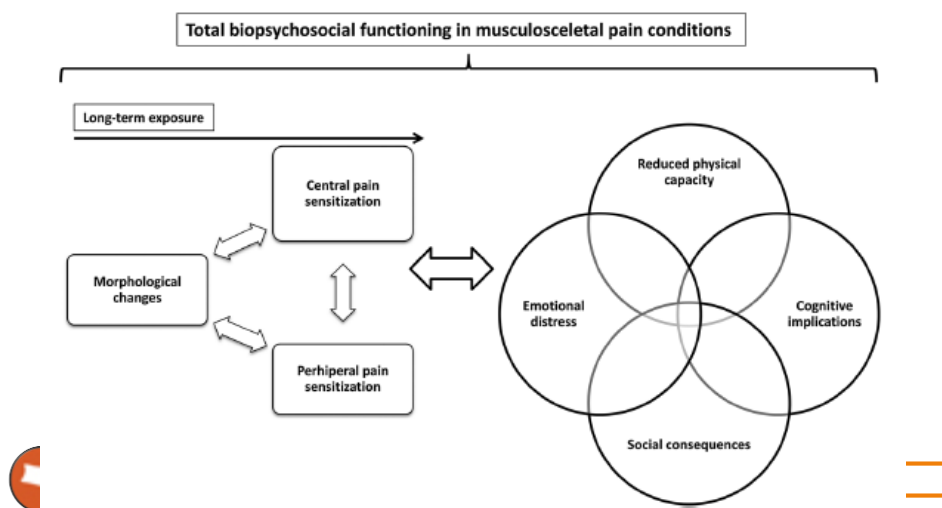 Total biopsychosocial functioning in musculosceletal pain conditions
Long-term exposure
Central pain
sensitization
Morphological
changes
Perhiperal pain
sensitization
Reduced physical
capacity
Emotional
distress
Cognitive
implications
Social consequences